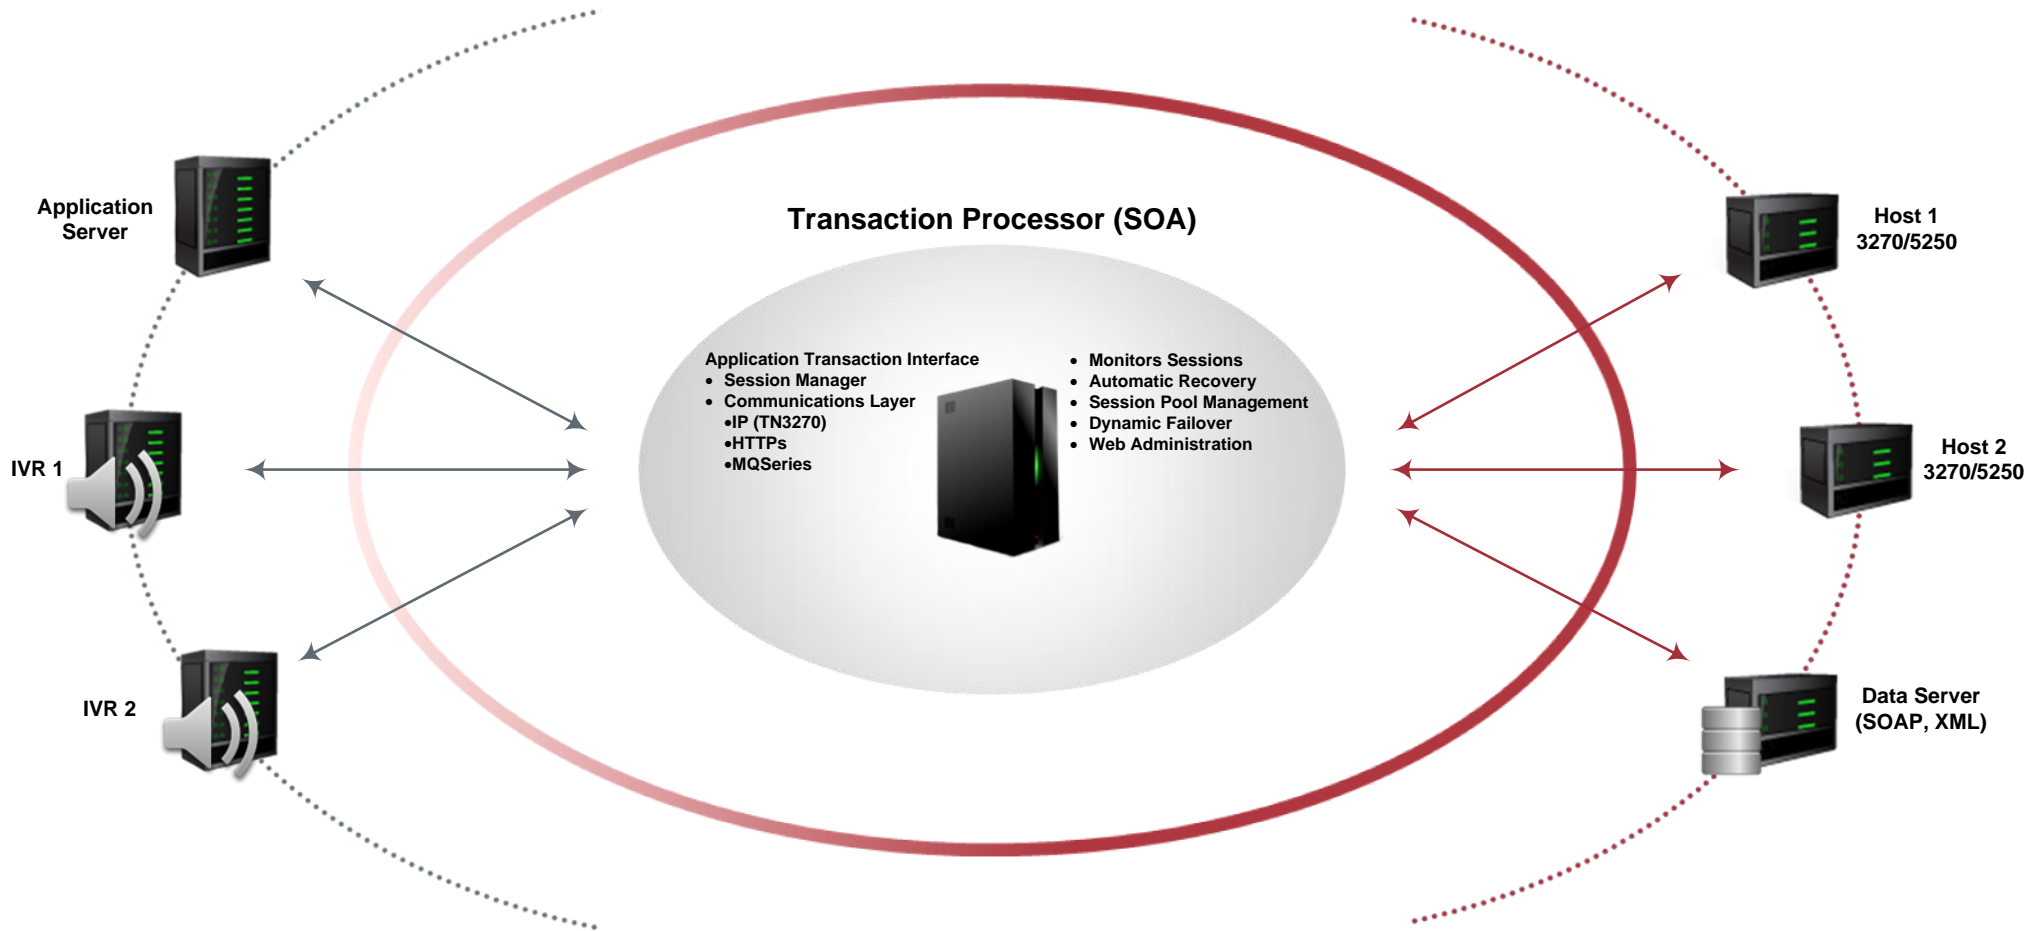 Transaction Processor (SOA)
Application
Server
IVR 1
IVR 2
Application Transaction Interface
• Session Manager
• Communications Layer
•IP (TN3270)
•HTTPs
•MQSeries
• Monitors Sessions
• Automatic Recovery
• Session Pool Management
• Dynamic Failover
• Web Administration
Host 1
3270/5250
Host 2
3270/5250
Data Server
(SOAP, XML)